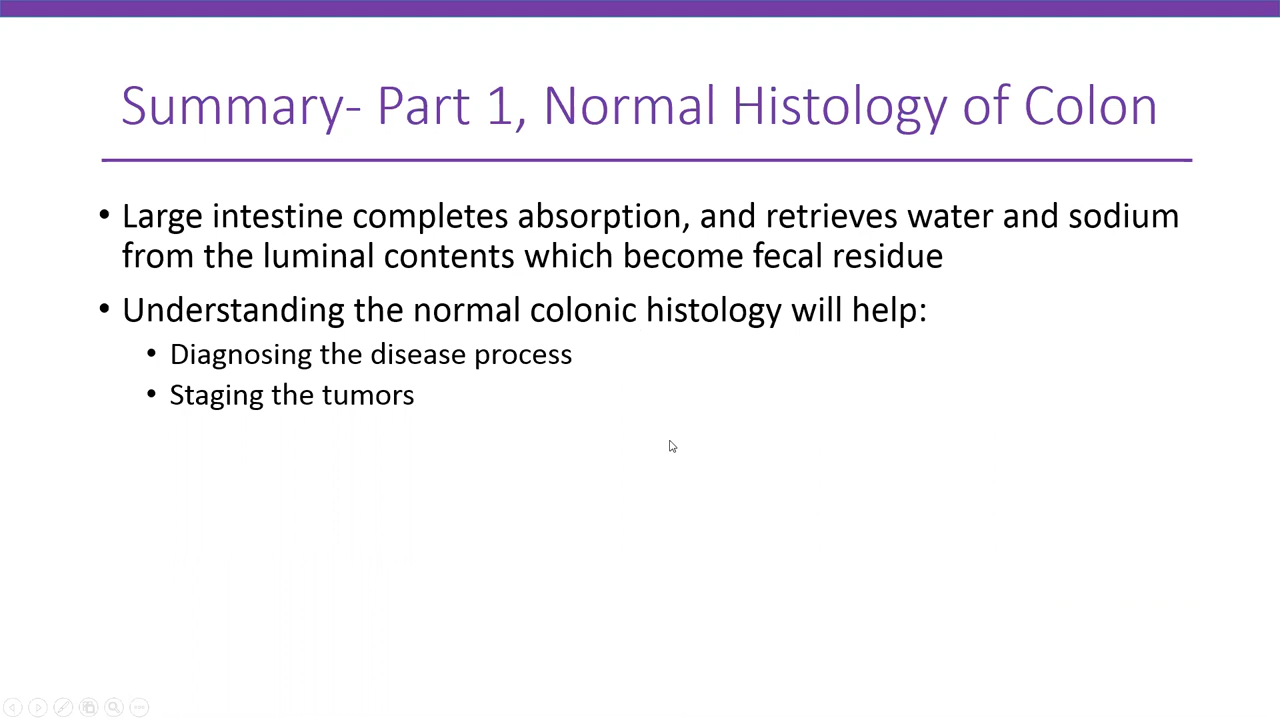 Summary- Part 1, Normal Histology of Colon
• Large intestine completes absorption, and retrieves water and sodium
from the luminal contents which become fecal residue
• Understanding the normal colonic histology will help:
• Diagnosing the disease process
• Staging the tumors